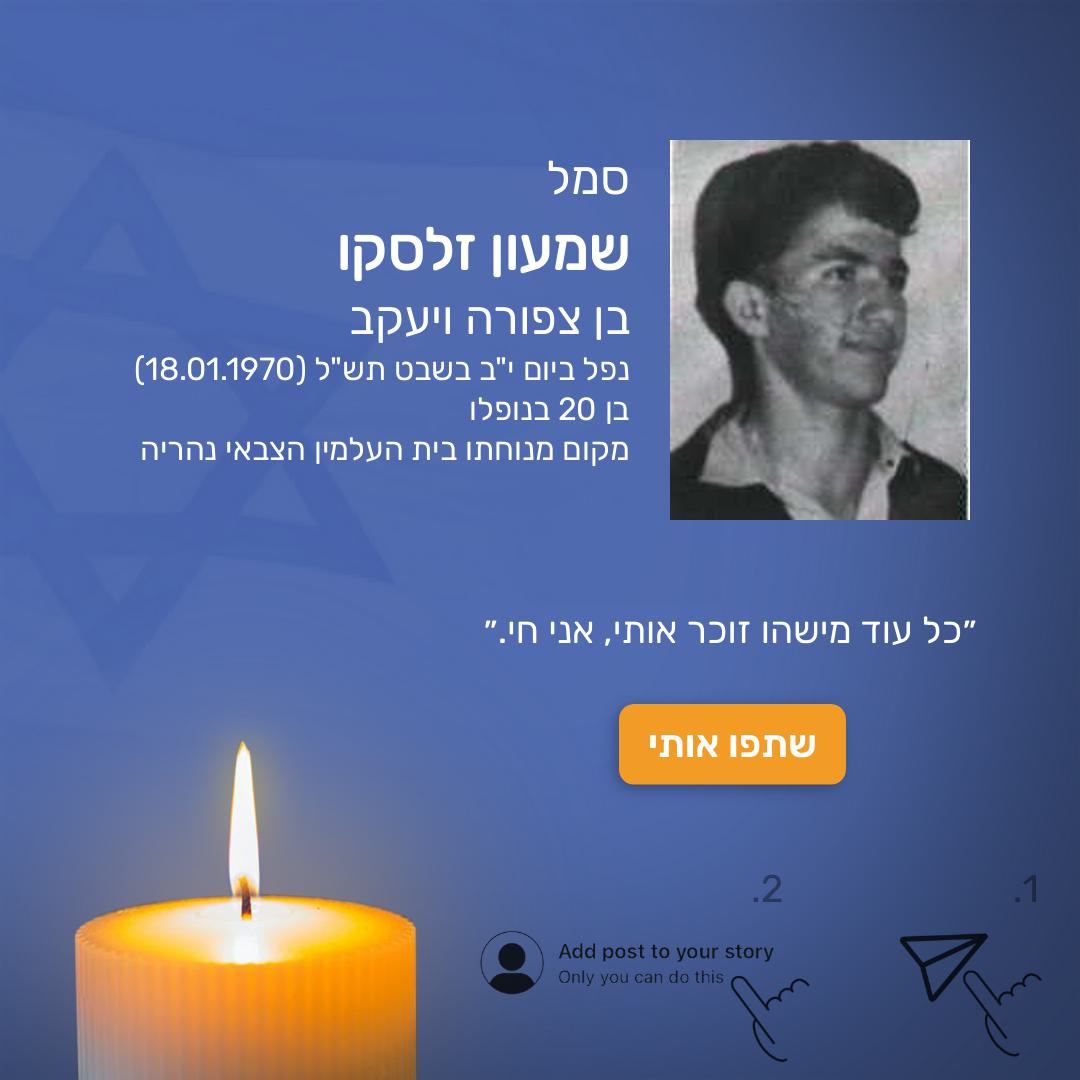 סמל
שמעון זלסקו
בן צפורה ויעקב
נפל ביום י"ב בשבט תש"ל (18.01.1970)
בן 20 בנופלו
מקום מנוחתו בית העלמין הצבאי נהריה
״כל עוד מישהו זוכר אותי, אני חי.״
שתפו אותי
.1
.2
Add post to your story
Only you can do this